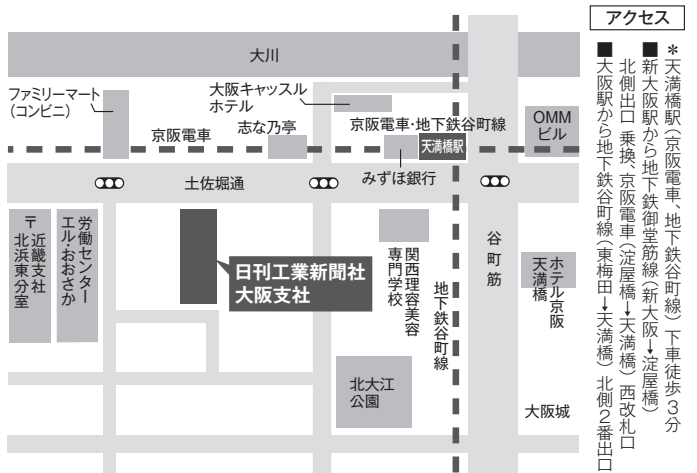 アクセス
＊天満橋駅（京阪電車、地下鉄谷町線）下車徒歩3分
■新大阪駅から地下鉄御堂筋線（新大阪→淀屋橋）
北側出口 乗換、京阪電車（淀屋橋→天満橋）西改札口
■大阪駅から地下鉄谷町線（東梅田→天満橋）北側2番出口
大川
ファミリーマート
（コンビニ）
大阪キャッスル
ホテル
京阪電車
志な乃亭
京阪電車・地下鉄谷町線
天満橋駅
OMM
ビル
みずほ銀行
土佐堀通
〒近畿支社
北浜東分室
労働センター
エル・おおさか
日刊工業新聞社
大阪支社
関西理容美容
専門学校
地下鉄谷町線
谷町筋
ホテル京阪
天満橋
北大江
公園
大阪城